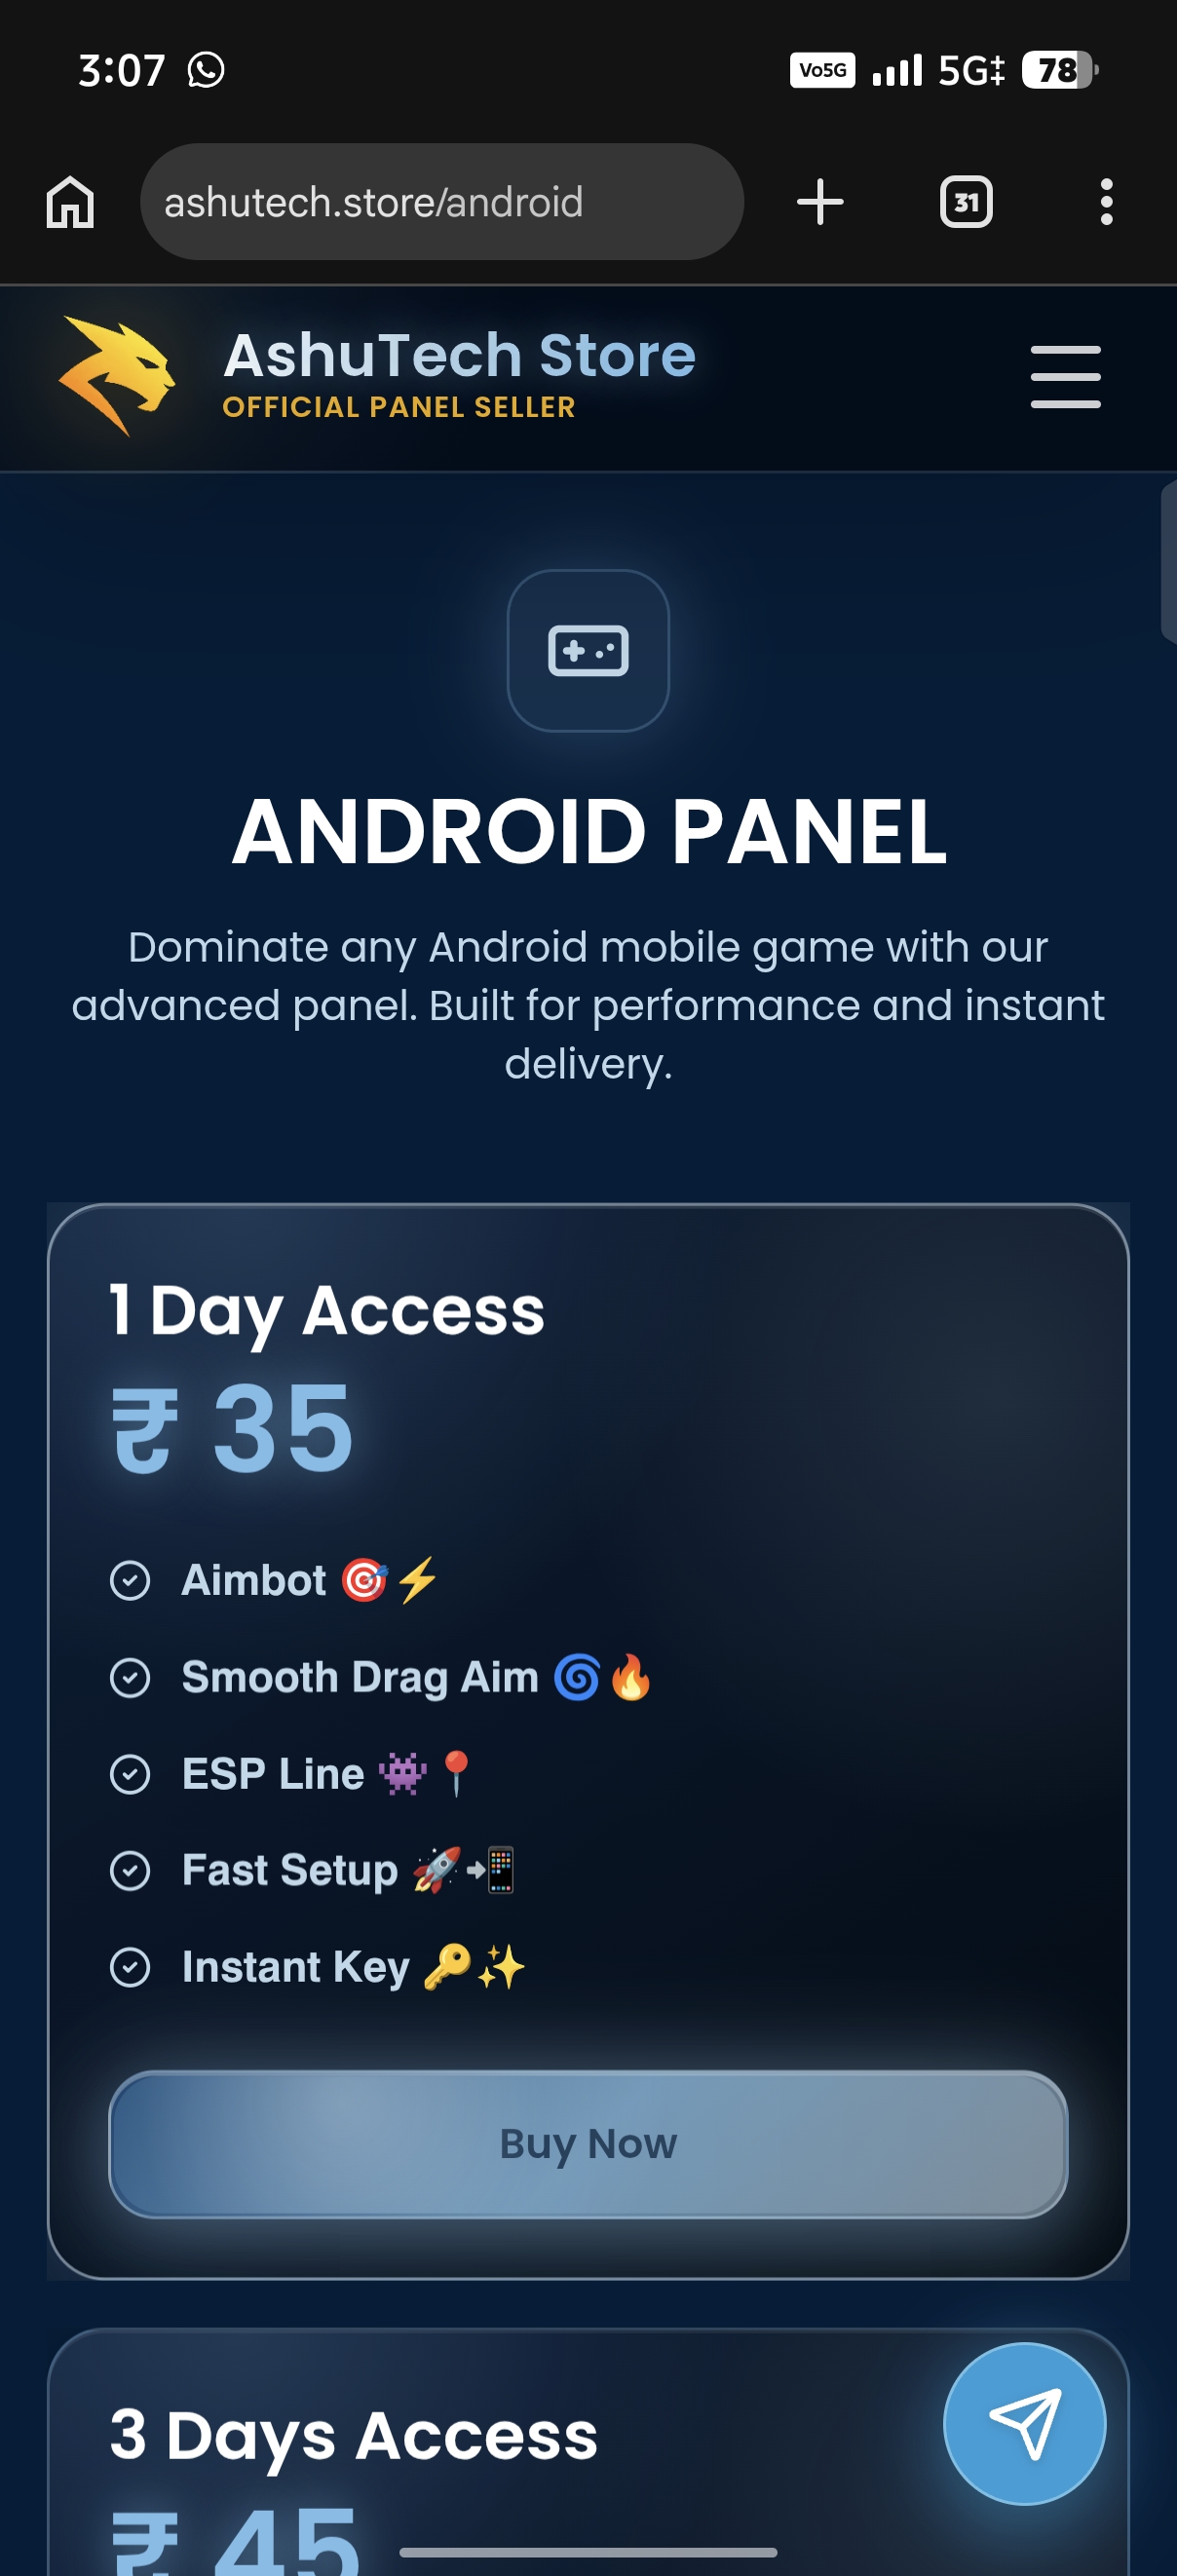 3:07
Vo5G 5G‡ 78
ashutech.store/android
31
AshuTech Store
OFFICIAL PANEL SELLER
ANDROID PANEL
Dominate any Android mobile game with our
advanced panel. Built for performance and instant
delivery.
1 Day Access
₹ 35
Aimbot 🎯⚡
Smooth Drag Aim 🌀🔥
ESP Line 👾📍
Fast Setup 🚀📲
Instant Key 🔑✨
Buy Now
3 Days Access
₹ 45